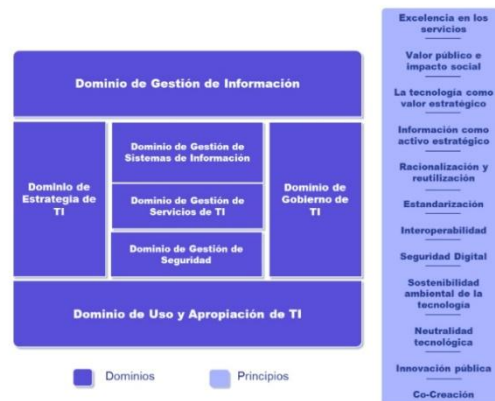 Dominio de Gestión de Información
Dominio de
Estrategia de
TI
Dominio de Gestión de
Sistemas de Información
Dominio de Gestión de
Servicios de TI
Dominio de Gestión de
Seguridad
Dominio de
Gobierno de
TI
Dominio de Uso y Apropiación de TI
Dominios
Principios
Excelencia en los
servicios
Valor público e
impacto social
La tecnología como
valor estratégico
Información como
activo estratégico
Racionalización y
reutilización
Estandarización
Interoperabilidad
Seguridad Digital
Sostenibilidad
ambiental de la
tecnología
Neutralidad
tecnológica
Innovación pública
Co-Creación